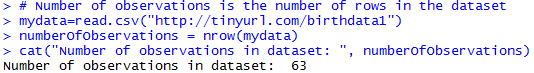 > # Number of observations is the number of rows in the dataset
> mydata=read.csv("http://tinyurl.com/birthdata1")
> numberOfObservations = nrow(mydata)
> cat("Number of observations in dataset: ", numberOfObservations)
Number of observations in dataset:  63